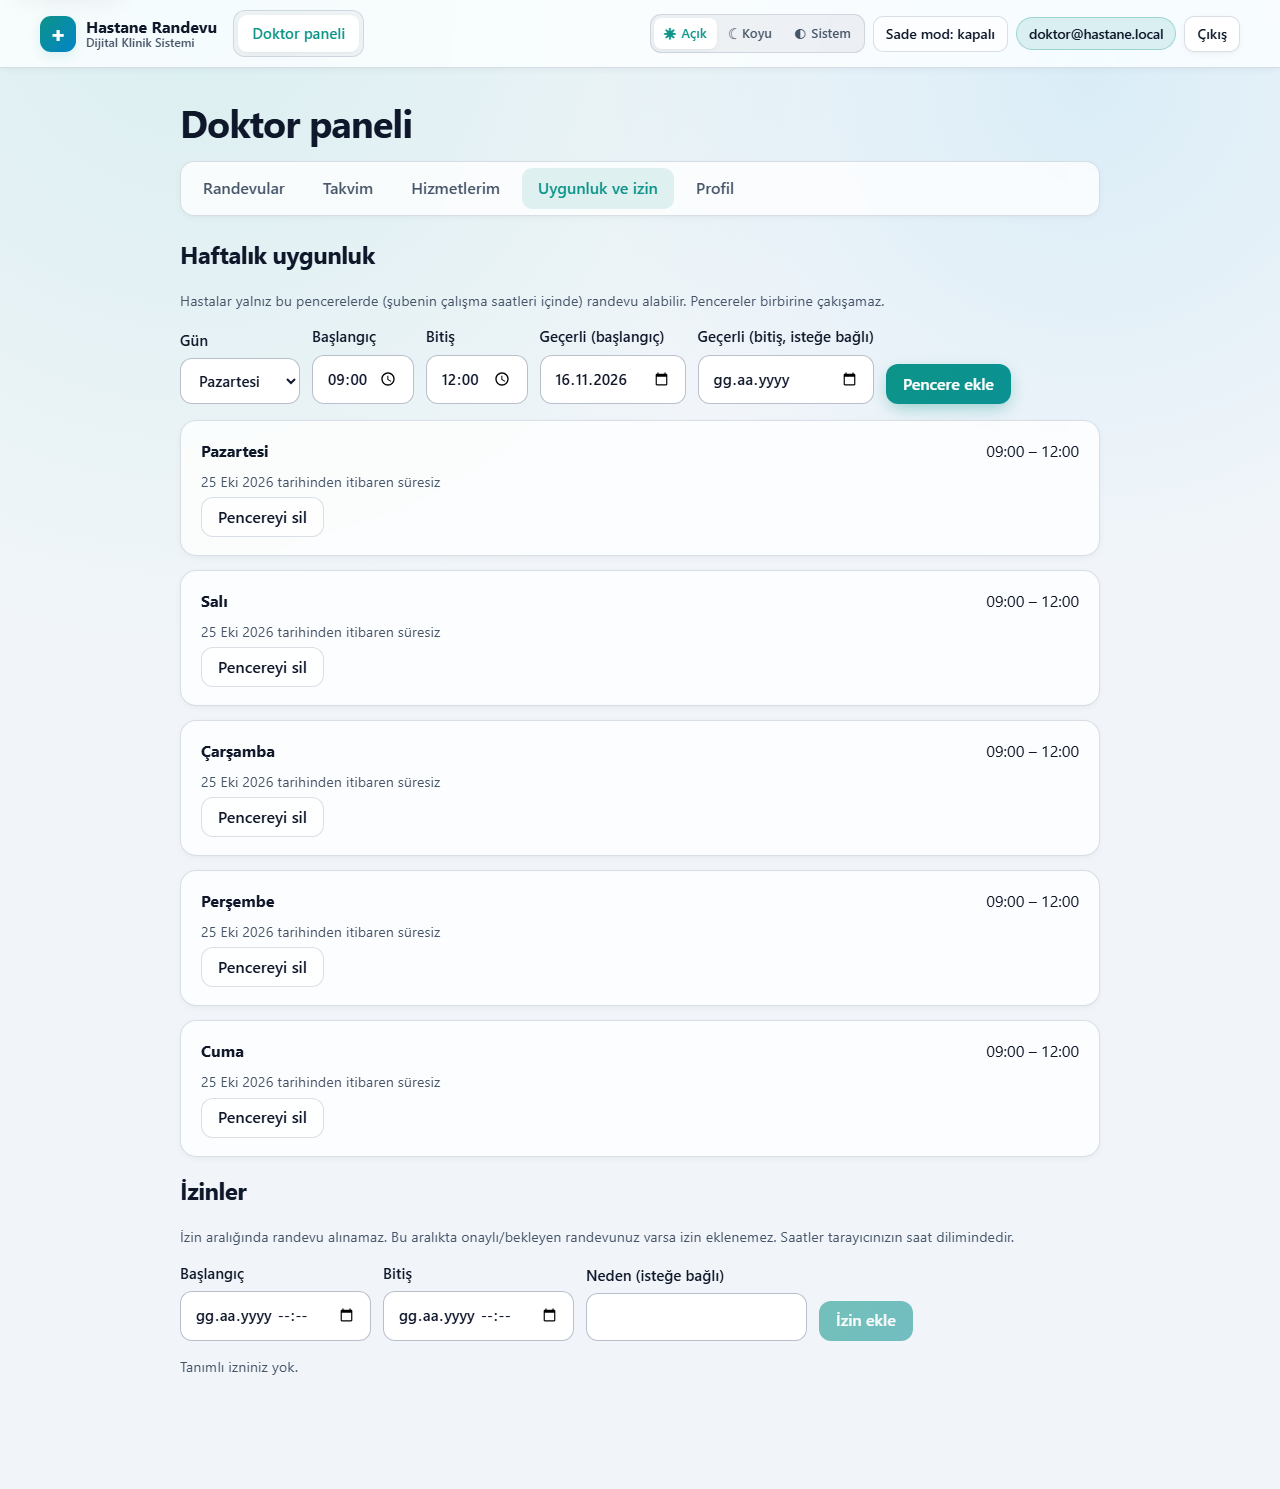 Hastane Randevu
Dijital Klinik Sistemi
Doktor paneli
Açık
Koyu
Sistem
Sade mod: kapalı
doktor@hastane.local
Çıkış
Doktor paneli
Randevular
Takvim
Hizmetlerim
Uygunluk ve izin
Profil
Haftalık uygunluk
Hastalar yalnız bu pencerelerde (şubenin çalışma saatleri içinde) randevu alabilir. Pencereler birbirine çakışamaz.
Gün
Başlangıç
Bitiş
Geçerli (başlangıç)
Geçerli (bitiş, isteğe bağlı)
Pazartesi
09:00
12:00
16.11.2026
gg.aa.yyyy
Pencere ekle
Pazartesi
09:00 – 12:00
25 Eki 2026 tarihinden itibaren süresiz
Pencereyi sil
Salı
09:00 – 12:00
25 Eki 2026 tarihinden itibaren süresiz
Pencereyi sil
Çarşamba
09:00 – 12:00
25 Eki 2026 tarihinden itibaren süresiz
Pencereyi sil
Perşembe
09:00 – 12:00
25 Eki 2026 tarihinden itibaren süresiz
Pencereyi sil
Cuma
09:00 – 12:00
25 Eki 2026 tarihinden itibaren süresiz
Pencereyi sil
İzinler
İzin aralığında randevu alınamaz. Bu aralıkta onaylı/bekleyen randevunuz varsa izin eklenemez. Saatler tarayıcınızın saat dilimindedir.
Başlangıç
Bitiş
Neden (isteğe bağlı)
gg.aa.yyyy --:--
gg.aa.yyyy --:--
İzin ekle
Tanımlı izniniz yok.